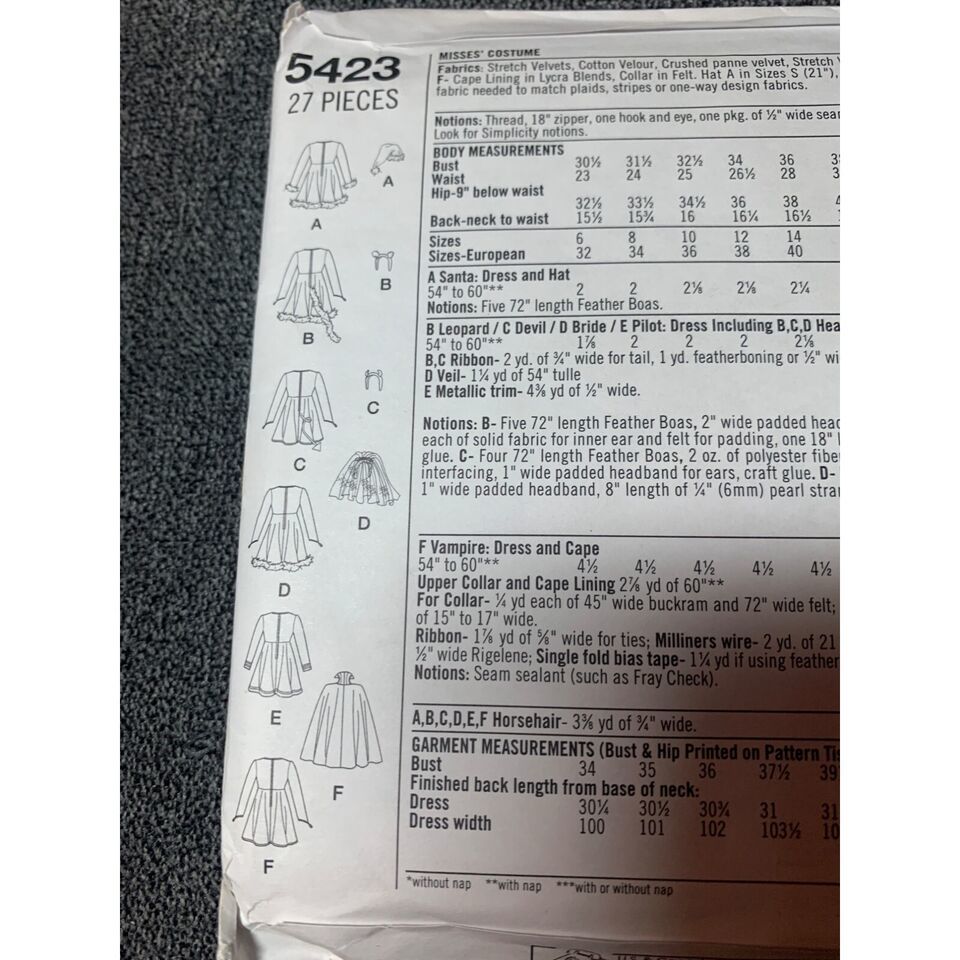 5423
27 PIECES
A
A
B
B
C
C
D
D
E
F
F
MISSES' COSTUME
Fabrics: Stretch Velvets, Cotton Velour, Crushed panne velvet, Stretch
F- Cape Lining in Lycra Blends, Collar in Felt. Hat A in Sizes S (21"),
fabric needed to match plaids, stripes or one-way design fabrics.
Notions: Thread, 18" zipper, one hook and eye, one pkg. of ½" wide sea
Look for Simplicity notions.
BODY MEASUREMENTS
Bust 30½ 31½ 32½ 34 36 3
Waist 23 24 25 26½ 28 3
Hip-9" below waist
32½ 33½ 34½ 36 38 4
Back-neck to waist 15½ 15¾ 16 16¼ 16½
Sizes 6 8 10 12 14
Sizes-European 32 34 36 38 40
A Santa: Dress and Hat
54" to 60"** 2 2 2⅛ 2⅛ 2¼
Notions: Five 72" length Feather Boas.
B Leopard / C Devil / D Bride / E Pilot: Dress Including B,C,D Hea
54" to 60"** 1⅞ 2 2 2 2⅛
B,C Ribbon- 2 yd. of ¾" wide for tail, 1 yd. featherboning or ½" wi
D Veil- 1¼ yd of 54" tulle
E Metallic trim- 4⅜ yd of ½" wide.
Notions: B- Five 72" length Feather Boas, 2" wide padded head
each of solid fabric for inner ear and felt for padding, one 18"
glue. C- Four 72" length Feather Boas, 2 oz. of polyester fibe
interfacing, 1" wide padded headband for ears, craft glue. D-
1" wide padded headband, 8" length of ¼" (6mm) pearl stra
F Vampire: Dress and Cape
54" to 60"** 4½ 4½ 4½ 4½ 4½
Upper Collar and Cape Lining 2⅞ yd of 60"**
For Collar- ¼ yd each of 45" wide buckram and 72" wide felt;
of 15" to 17" wide.
Ribbon- 1⅞ yd of ⅝" wide for ties; Milliners wire- 2 yd. of 21
½" wide Rigelene; Single fold bias tape- 1¼ yd if using feather
Notions: Seam sealant (such as Fray Check).
A,B,C,D,E,F Horsehair- 3⅜ yd of ¾" wide.
GARMENT MEASUREMENTS (Bust & Hip Printed on Pattern Tis
Bust 34 35 36 37½ 39
Finished back length from base of neck:
Dress 30¼ 30½ 30¾ 31 31
Dress width 100 101 102 103½ 10
*without nap **with nap ***with or without nap